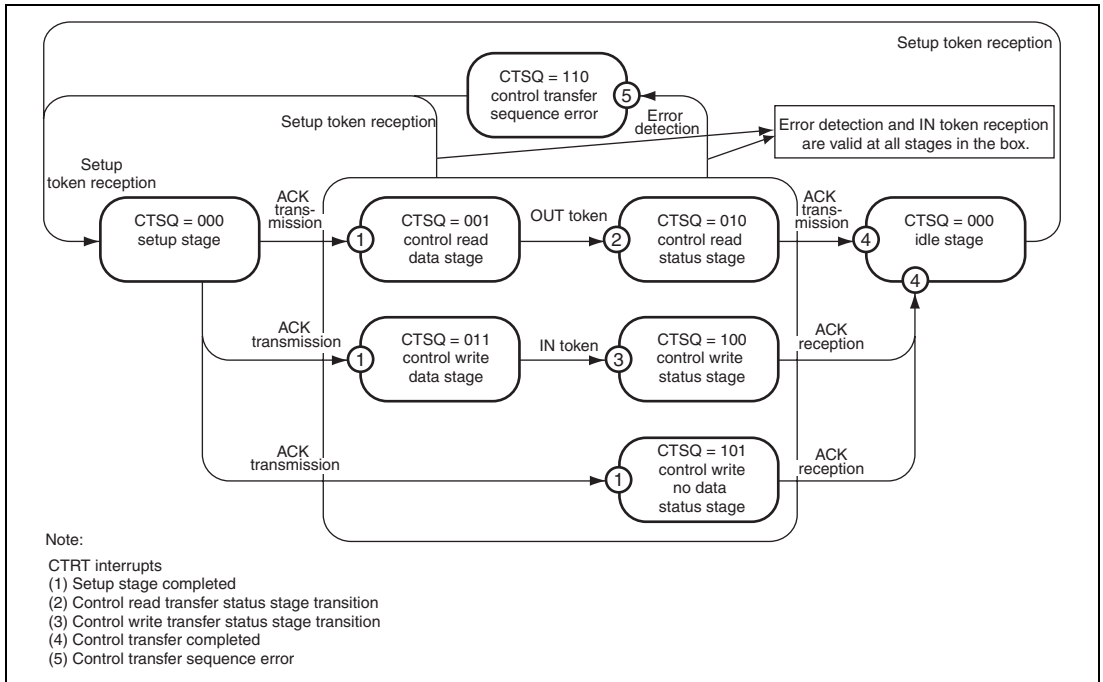 Setup token reception
CTSQ = 110
control transfer
sequence error
5
Setup token reception
Error
detection
Error detection and IN token reception
are valid at all stages in the box.
Setup
token reception
CTSQ = 000
setup stage
ACK
trans-
mission
1
CTSQ = 001
control read
data stage
OUT token
2
CTSQ = 010
control read
status stage
ACK
trans-
mission
4
CTSQ = 000
idle stage
4
ACK
transmission
1
CTSQ = 011
control write
data stage
IN token
3
CTSQ = 100
control write
status stage
ACK
reception
ACK
transmission
1
CTSQ = 101
control write
no data
status stage
ACK
reception
Note:
CTRT interrupts
(1) Setup stage completed
(2) Control read transfer status stage transition
(3) Control write transfer status stage transition
(4) Control transfer completed
(5) Control transfer sequence error